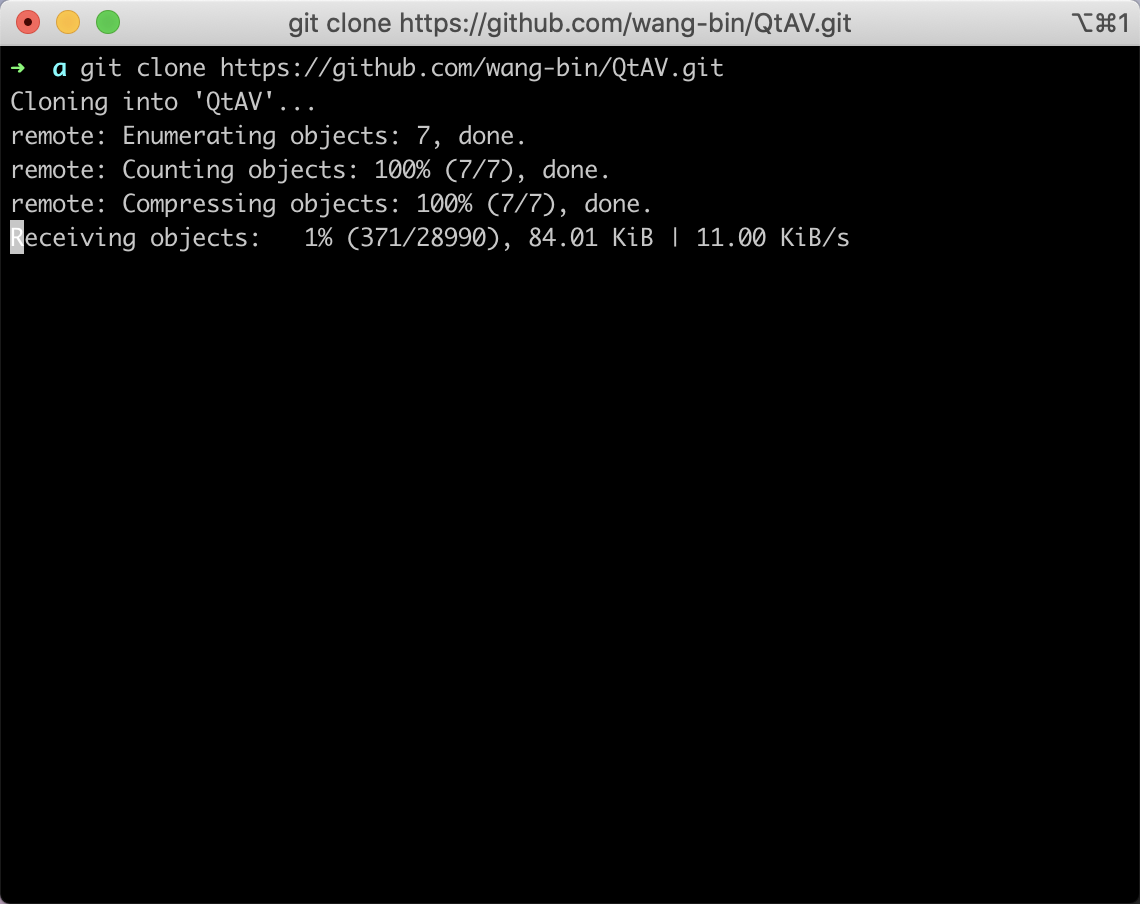 git clone https://github.com/wang-bin/QtAV.git ⌥⌘1
➜ a git clone https://github.com/wang-bin/QtAV.git
Cloning into 'QtAV'...
remote: Enumerating objects: 7, done.
remote: Counting objects: 100% (7/7), done.
remote: Compressing objects: 100% (7/7), done.
Receiving objects:   1% (371/28990), 84.01 KiB | 11.00 KiB/s